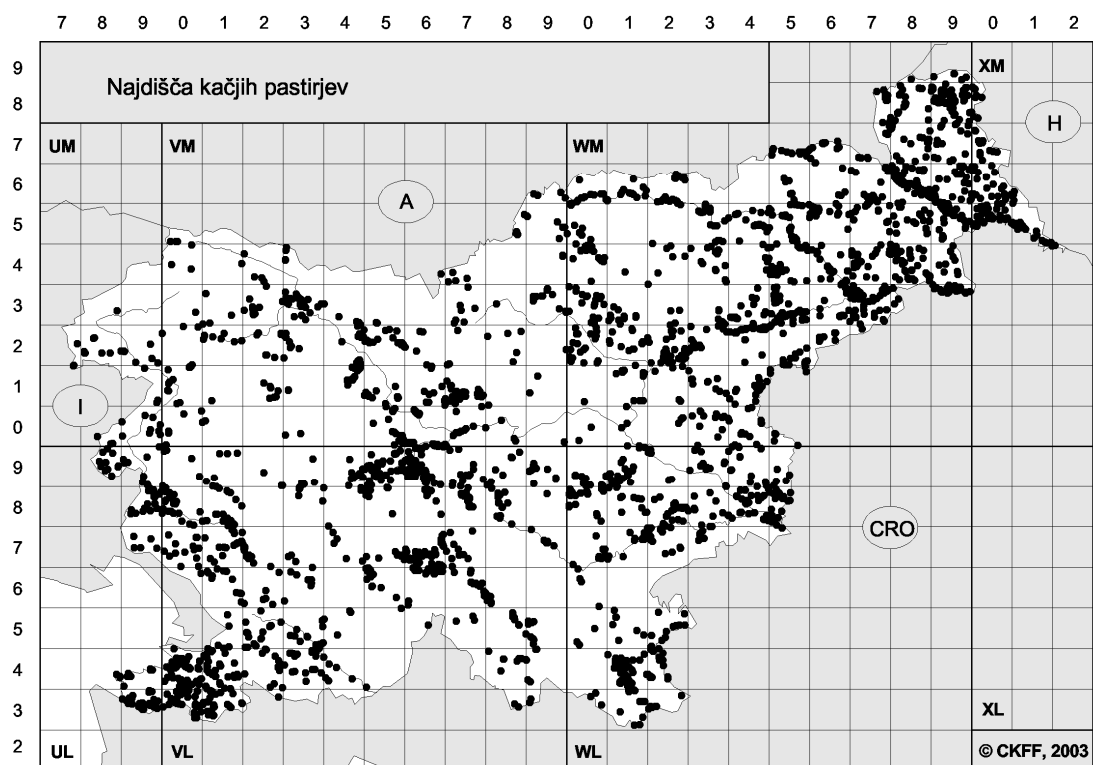 7 8 9 0 1 2 3 4 5 6 7 8 9 0 1 2 3 4 5 6 7 8 9 0 1 2
9
XM
Najdišča kačjih pastirjev
8
H
7
UM VM WM
6
A
5
4
3
2
1
I
0
9
8
CRO
7
6
5
4
3
XL
2
UL VL WL © CKFF, 2003